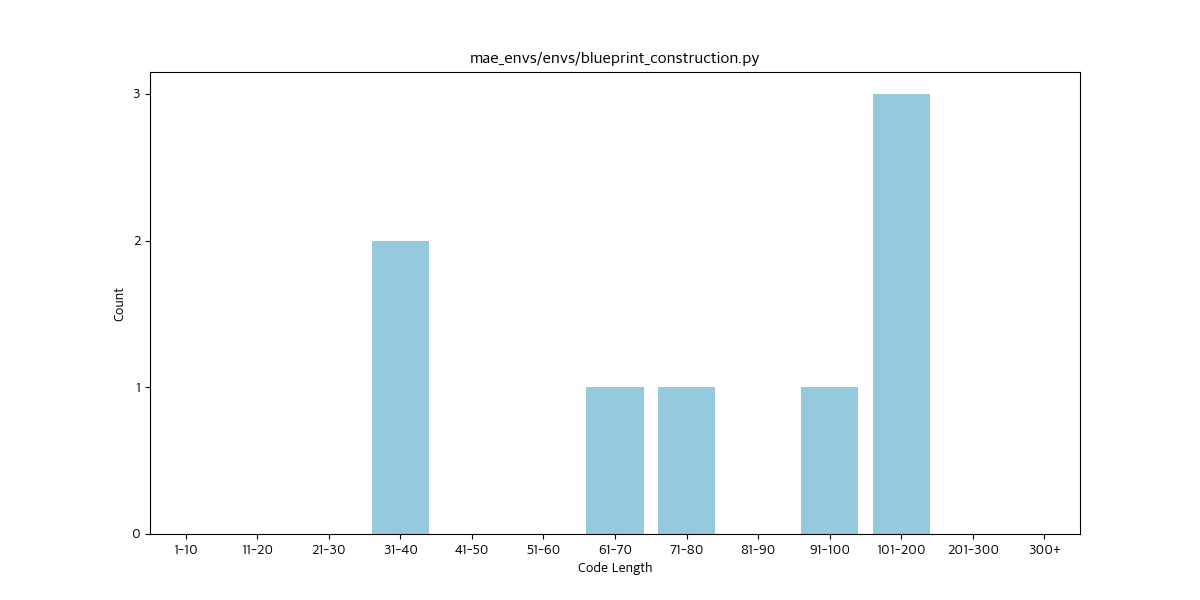 mae_envs/envs/blueprint_construction.py
3
2
1
0
Count
1-10 11-20 21-30 31-40 41-50 51-60 61-70 71-80 81-90 91-100 101-200 201-300 300+
Code Length